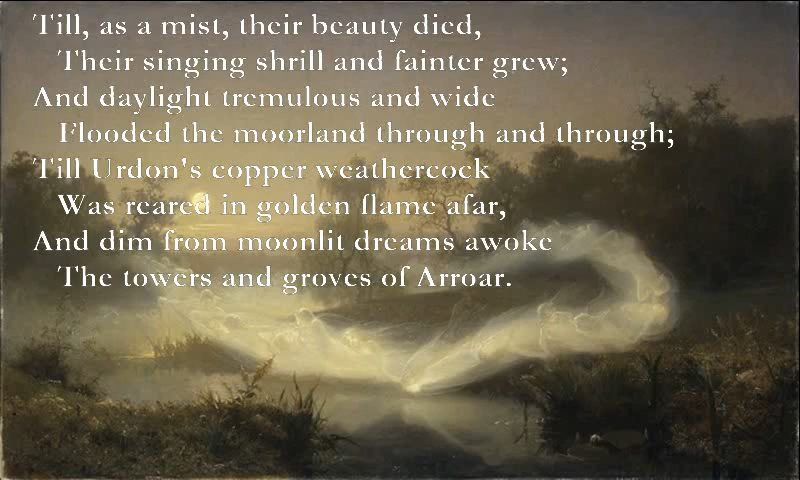 Till, as a mist, their beauty died,
Their singing shrill and fainter grew;
And daylight tremulous and wide
Flooded the moorland through and through;
Till Urdon's copper weathercock
Was reared in golden flame afar,
And dim from moonlit dreams awoke
The towers and groves of Arroar.